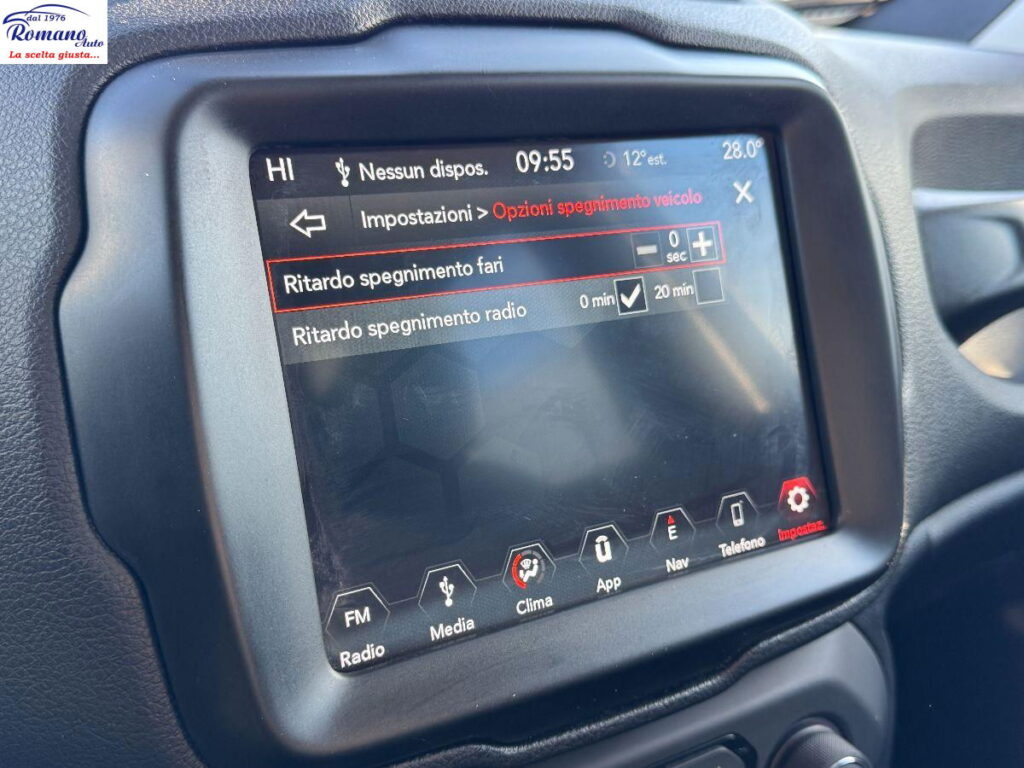 dal 1976
Romano Auto
La scelta giusta...
HI Nessun dispos. 09:55 12°est. 28.0°
Impostazioni > Opzioni spegnimento veicolo
Ritardo spegnimento fari - 0 sec +
Ritardo spegnimento radio 0 min 20 min
FM
Radio
Media
Clima
App
E
Nav
Telefono
Impostaz.